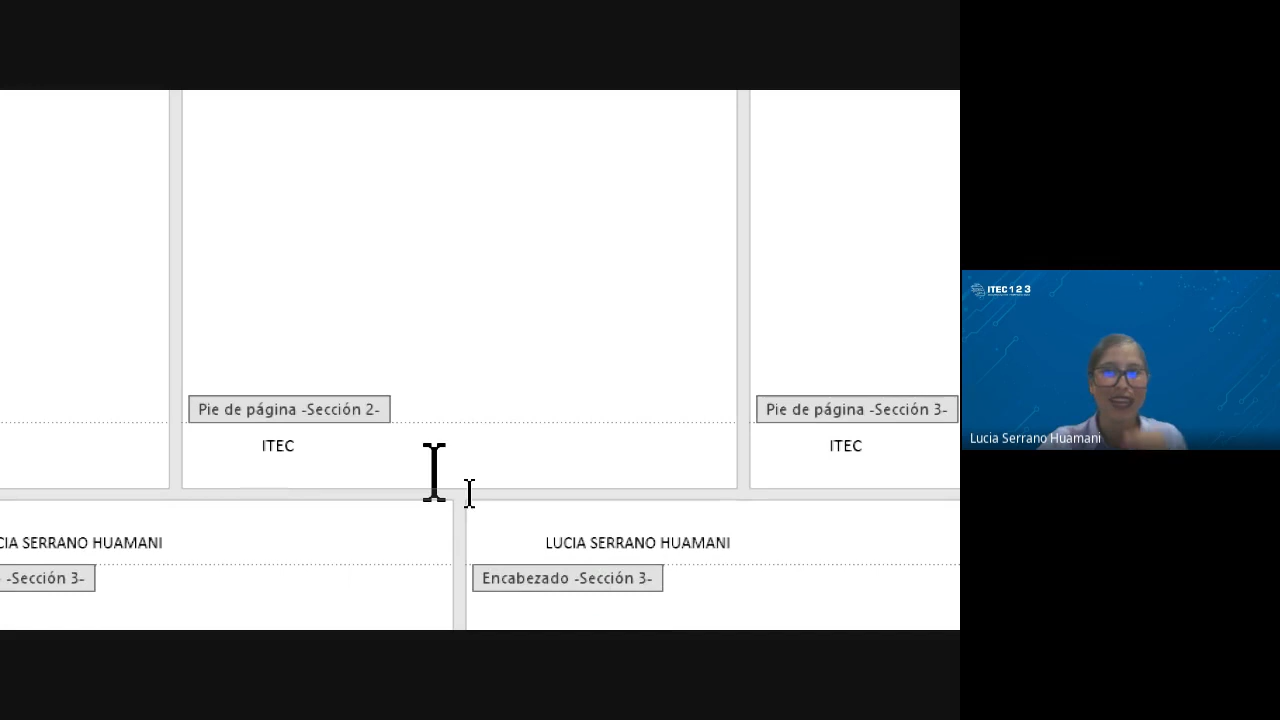 Pie de página -Sección 2-
Pie de página -Sección 3-
ITEC
ITEC
CIA SERRANO HUAMANI
LUCIA SERRANO HUAMANI
-Sección 3-
Encabezado -Sección 3-
ITEC 1 2 3
Lucia Serrano Huamani